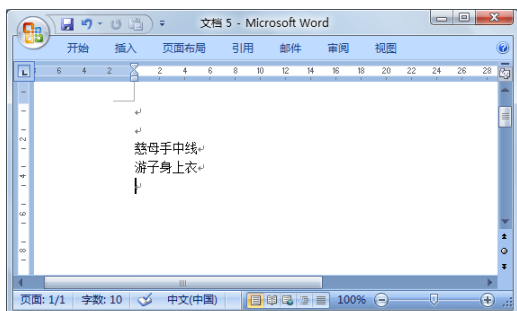 文档 5 - Microsoft Word
开始 插入 页面布局 引用 邮件 审阅 视图
L 6 4 2 2 4 6 8 10 12 14 16 18 20 22 24 26 28
慈母手中线
游子身上衣
2
4
6
8
页面: 1/1 字数: 10 中文(中国) 100%